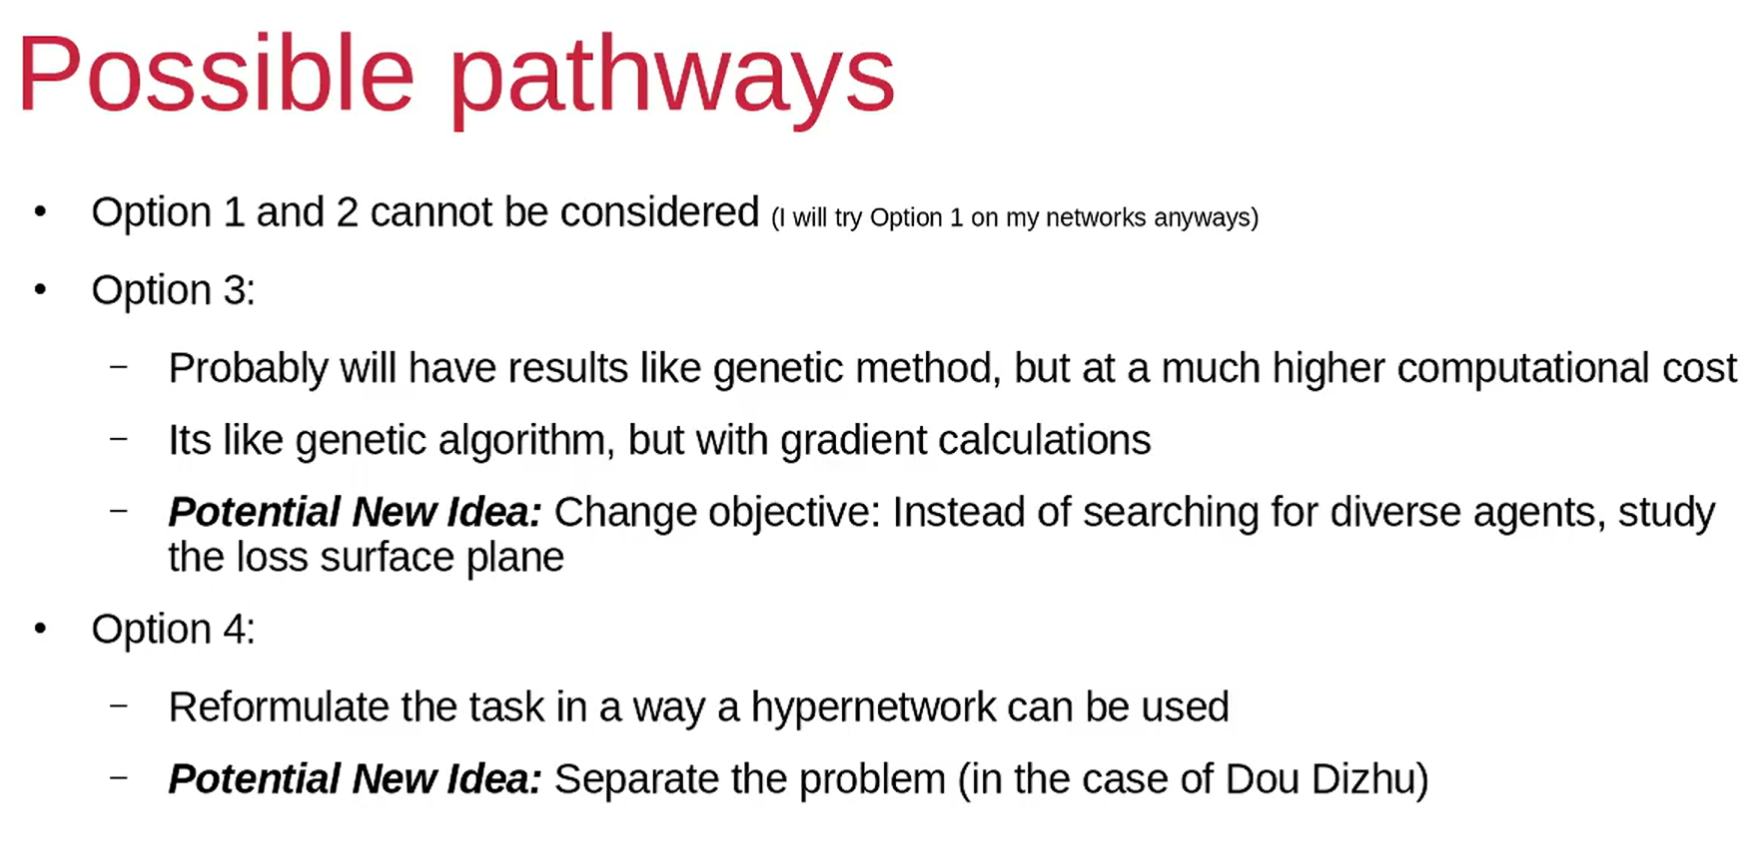 Possible pathways
• Option 1 and 2 cannot be considered (I will try Option 1 on my networks anyways)
• Option 3:
– Probably will have results like genetic method, but at a much higher computational cost
– Its like genetic algorithm, but with gradient calculations
– Potential New Idea: Change objective: Instead of searching for diverse agents, study
the loss surface plane
• Option 4:
– Reformulate the task in a way a hypernetwork can be used
– Potential New Idea: Separate the problem (in the case of Dou Dizhu)